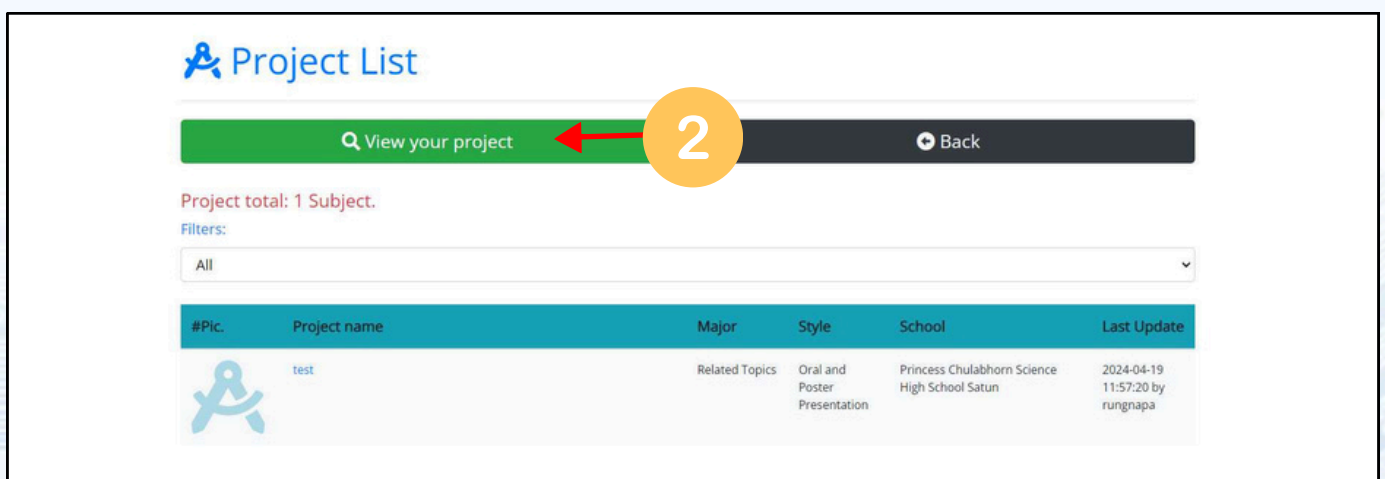 Project List
View your project
2
Back
Project total: 1 Subject.
Filters:
All
#Pic. Project name Major Style School Last Update
test Related Topics Oral and Princess Chulabhorn Science 2024-04-19
Poster High School Satun 11:57:20 by
Presentation rungnapa